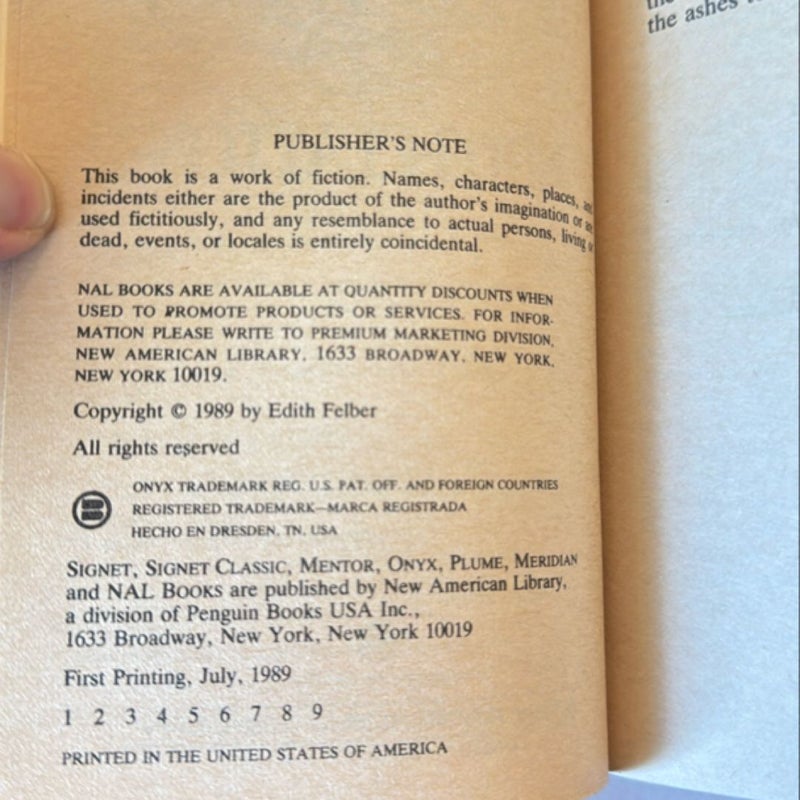 PUBLISHER'S NOTE
This book is a work of fiction. Names, characters, places,
incidents either are the product of the author's imagination or
used fictitiously, and any resemblance to actual persons, living
dead, events, or locales is entirely coincidental.
NAL BOOKS ARE AVAILABLE AT QUANTITY DISCOUNTS WHEN
USED TO PROMOTE PRODUCTS OR SERVICES. FOR INFOR-
MATION PLEASE WRITE TO PREMIUM MARKETING DIVISION,
NEW AMERICAN LIBRARY, 1633 BROADWAY, NEW YORK,
NEW YORK 10019.
Copyright © 1989 by Edith Felber
All rights reserved
ONYX TRADEMARK REG. U.S. PAT. OFF. AND FOREIGN COUNTRIES
REGISTERED TRADEMARK—MARCA REGISTRADA
HECHO EN DRESDEN, TN, USA
SIGNET, SIGNET CLASSIC, MENTOR, ONYX, PLUME, MERIDIAN
and NAL BOOKS are published by New American Library,
a division of Penguin Books USA Inc.,
1633 Broadway, New York, New York 10019
First Printing, July, 1989
1 2 3 4 5 6 7 8 9
PRINTED IN THE UNITED STATES OF AMERICA
the ashes